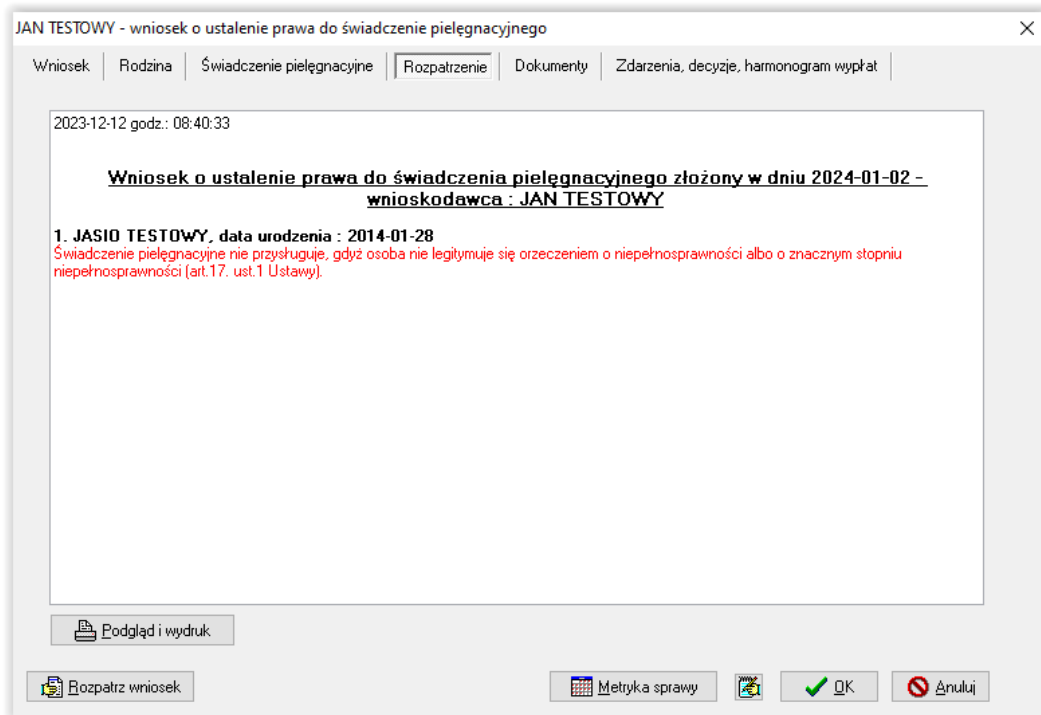 JAN TESTOWY - wniosek o ustalenie prawa do świadczenie pielęgnacyjnego
Wniosek Rodzina Świadczenie pielęgnacyjne Rozpatrzenie Dokumenty Zdarzenia, decyzje, harmonogram wypłat
2023-12-12 godz.: 08:40:33
Wniosek o ustalenie prawa do świadczenia pielęgnacyjnego złożony w dniu 2024-01-02 -
wnioskodawca : JAN TESTOWY
1. JASIO TESTOWY, data urodzenia : 2014-01-28
Świadczenie pielęgnacyjne nie przysługuje, gdyż osoba nie legitymuje się orzeczeniem o niepełnosprawności albo o znacznym stopniu
niepełnosprawności (art.17. ust.1 Ustawy).
Podgląd i wydruk
Rozpatrz wniosek Metryka sprawy OK Anuluj